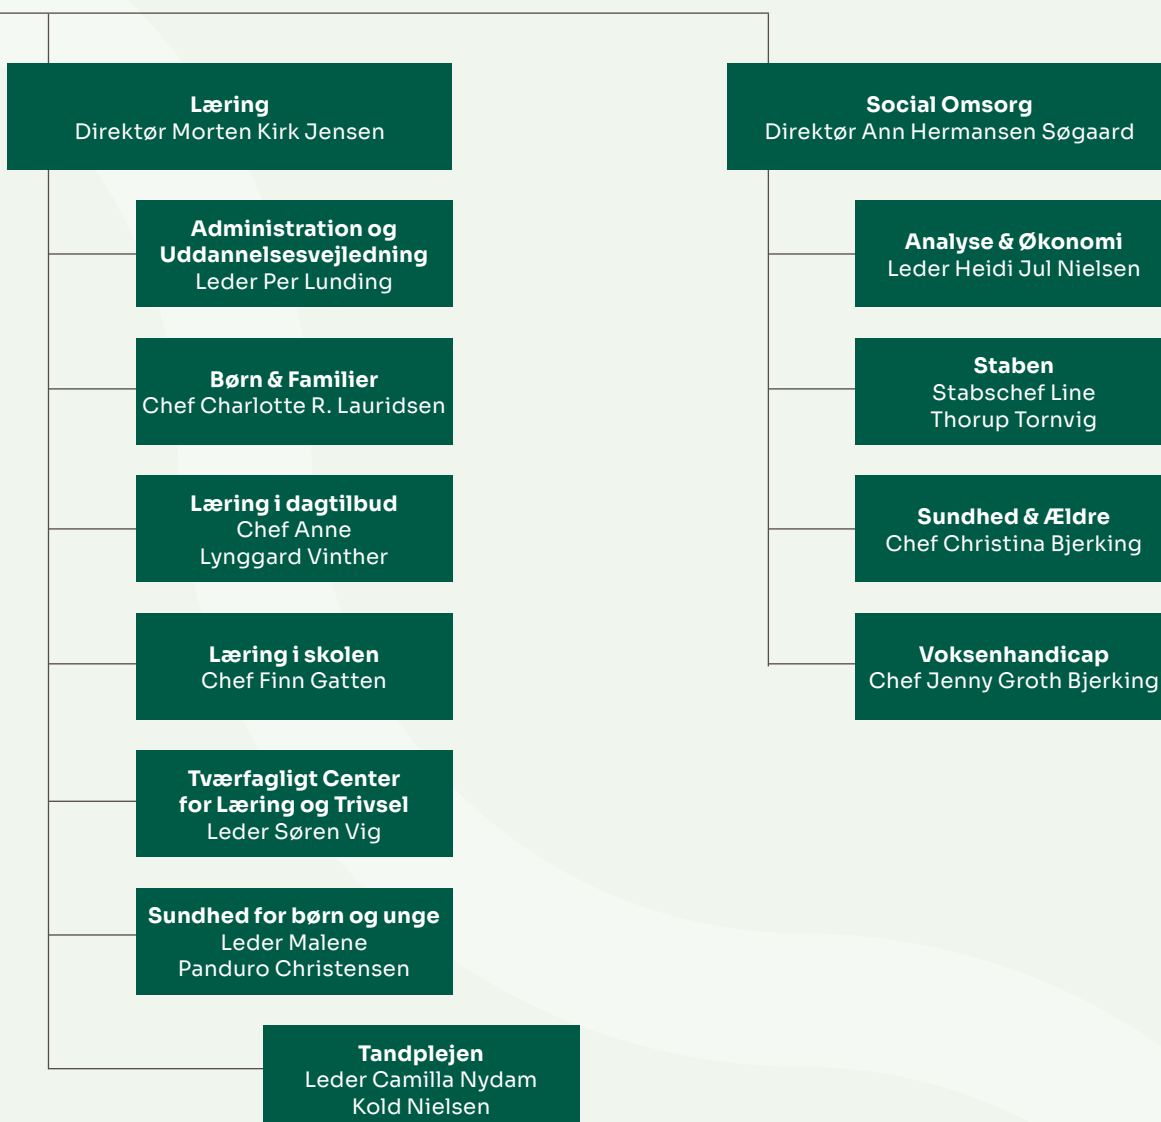 Læring
Direktør Morten Kirk Jensen
Administration og
Uddannelsesvejledning
Leder Per Lunding
Børn & Familier
Chef Charlotte R. Lauridsen
Læring i dagtilbud
Chef Anne
Lynggard Vinther
Læring i skolen
Chef Finn Gatten
Tværfagligt Center
for Læring og Trivsel
Leder Søren Vig
Sundhed for børn og unge
Leder Malene
Panduro Christensen
Tandplejen
Leder Camilla Nydam
Kold Nielsen
Social Omsorg
Direktør Ann Hermansen Søgaard
Analyse & Økonomi
Leder Heidi Jul Nielsen
Staben
Stabschef Line
Thorup Tornvig
Sundhed & Ældre
Chef Christina Bjerking
Voksenhandicap
Chef Jenny Groth Bjerking